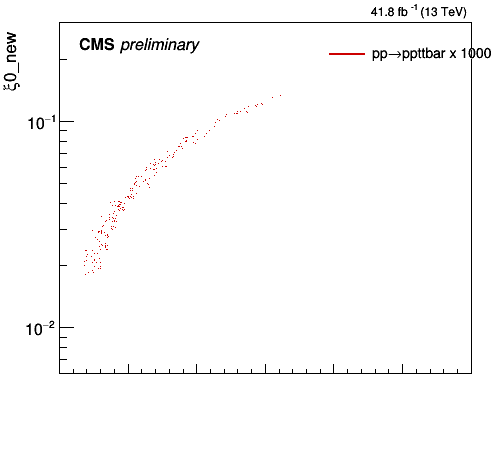 41.8 fb⁻¹ (13 TeV)
CMS preliminary
pp→ppttbar x 1000
ξ0_new
10⁻¹
10⁻²